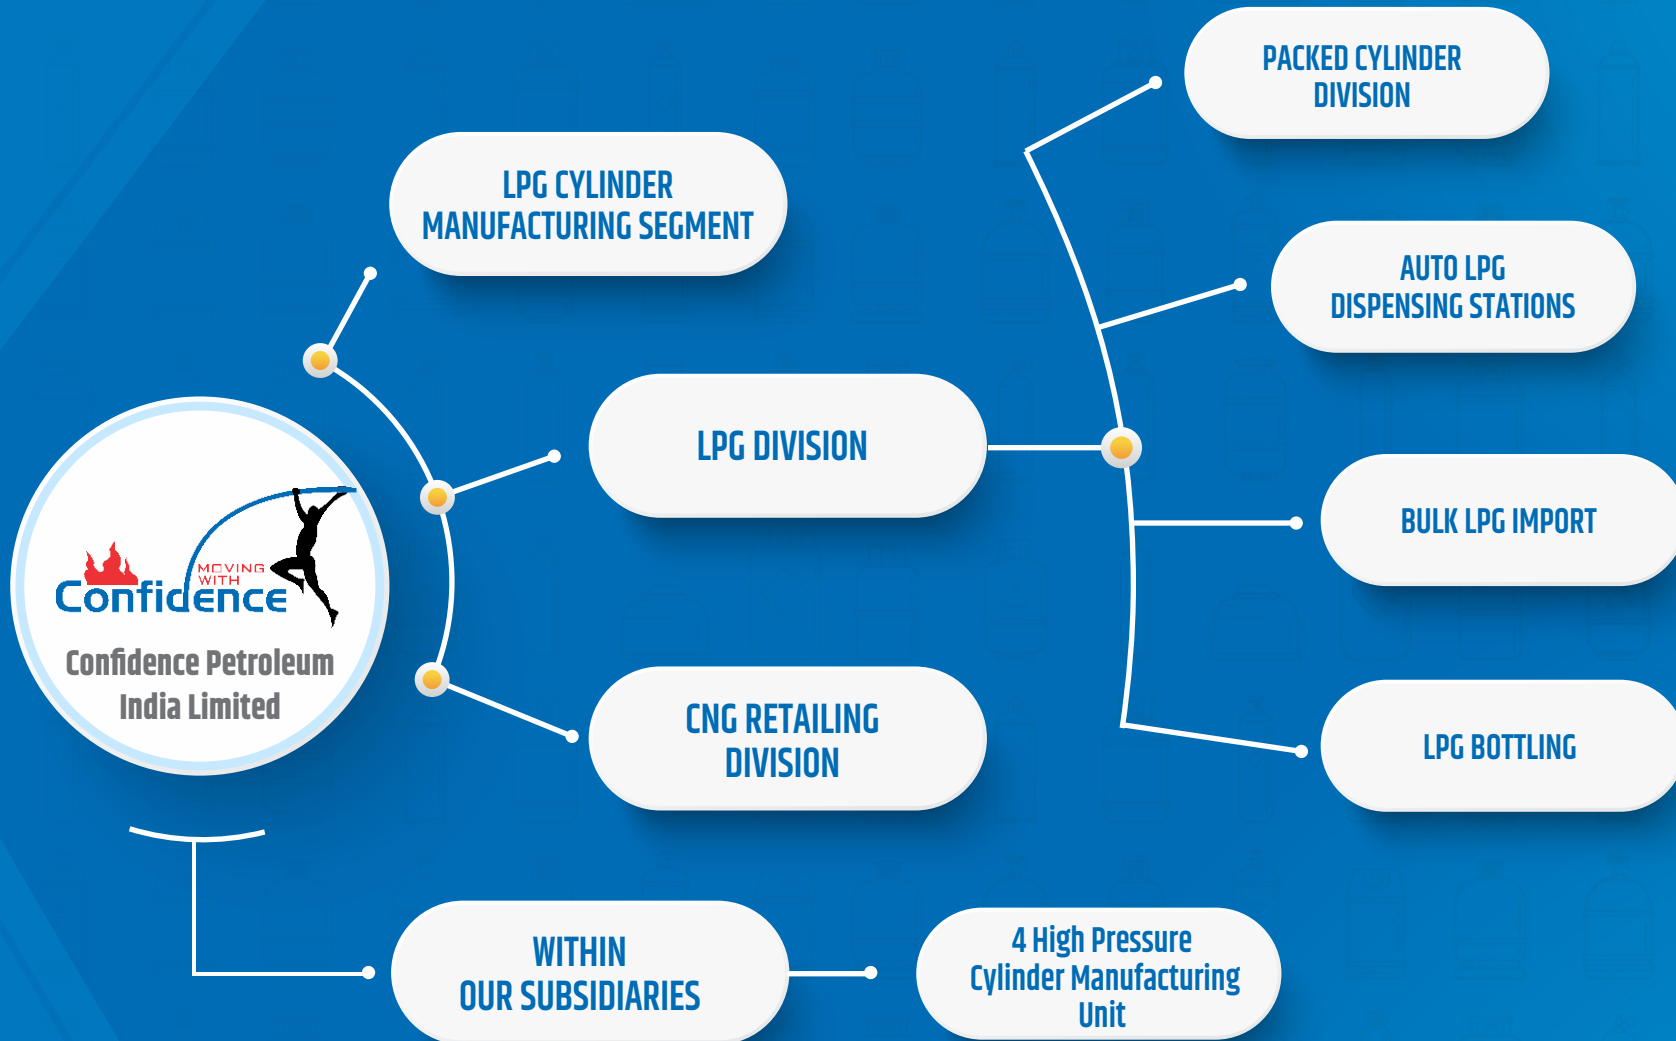 PACKED CYLINDER
DIVISION
LPG CYLINDER
MANUFACTURING SEGMENT
AUTO LPG
DISPENSING STATIONS
LPG DIVISION
BULK LPG IMPORT
MOVING
WITH
Confidence
Confidence Petroleum
India Limited
CNG RETAILING
DIVISION
LPG BOTTLING
WITHIN
OUR SUBSIDIARIES
4 High Pressure
Cylinder Manufacturing
Unit